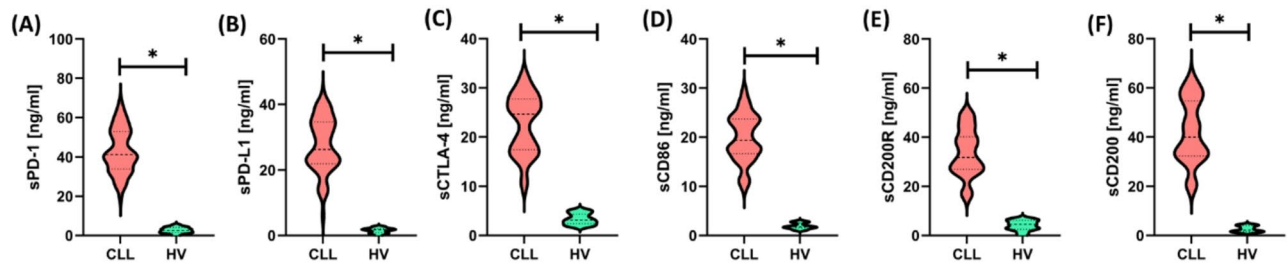 (A)
sPD-1 [ng/ml]
100
80
60
40
20
0
*
CLL HV
(B)
sPD-L1 [ng/ml]
60
40
20
0
*
CLL HV
(C)
sCTLA-4 [ng/ml]
40
30
20
10
0
*
CLL HV
(D)
sCD86 [ng/ml]
40
30
20
10
0
*
CLL HV
(E)
sCD200R [ng/ml]
80
60
40
20
0
*
CLL HV
(F)
sCD200 [ng/ml]
80
60
40
20
0
*
CLL HV